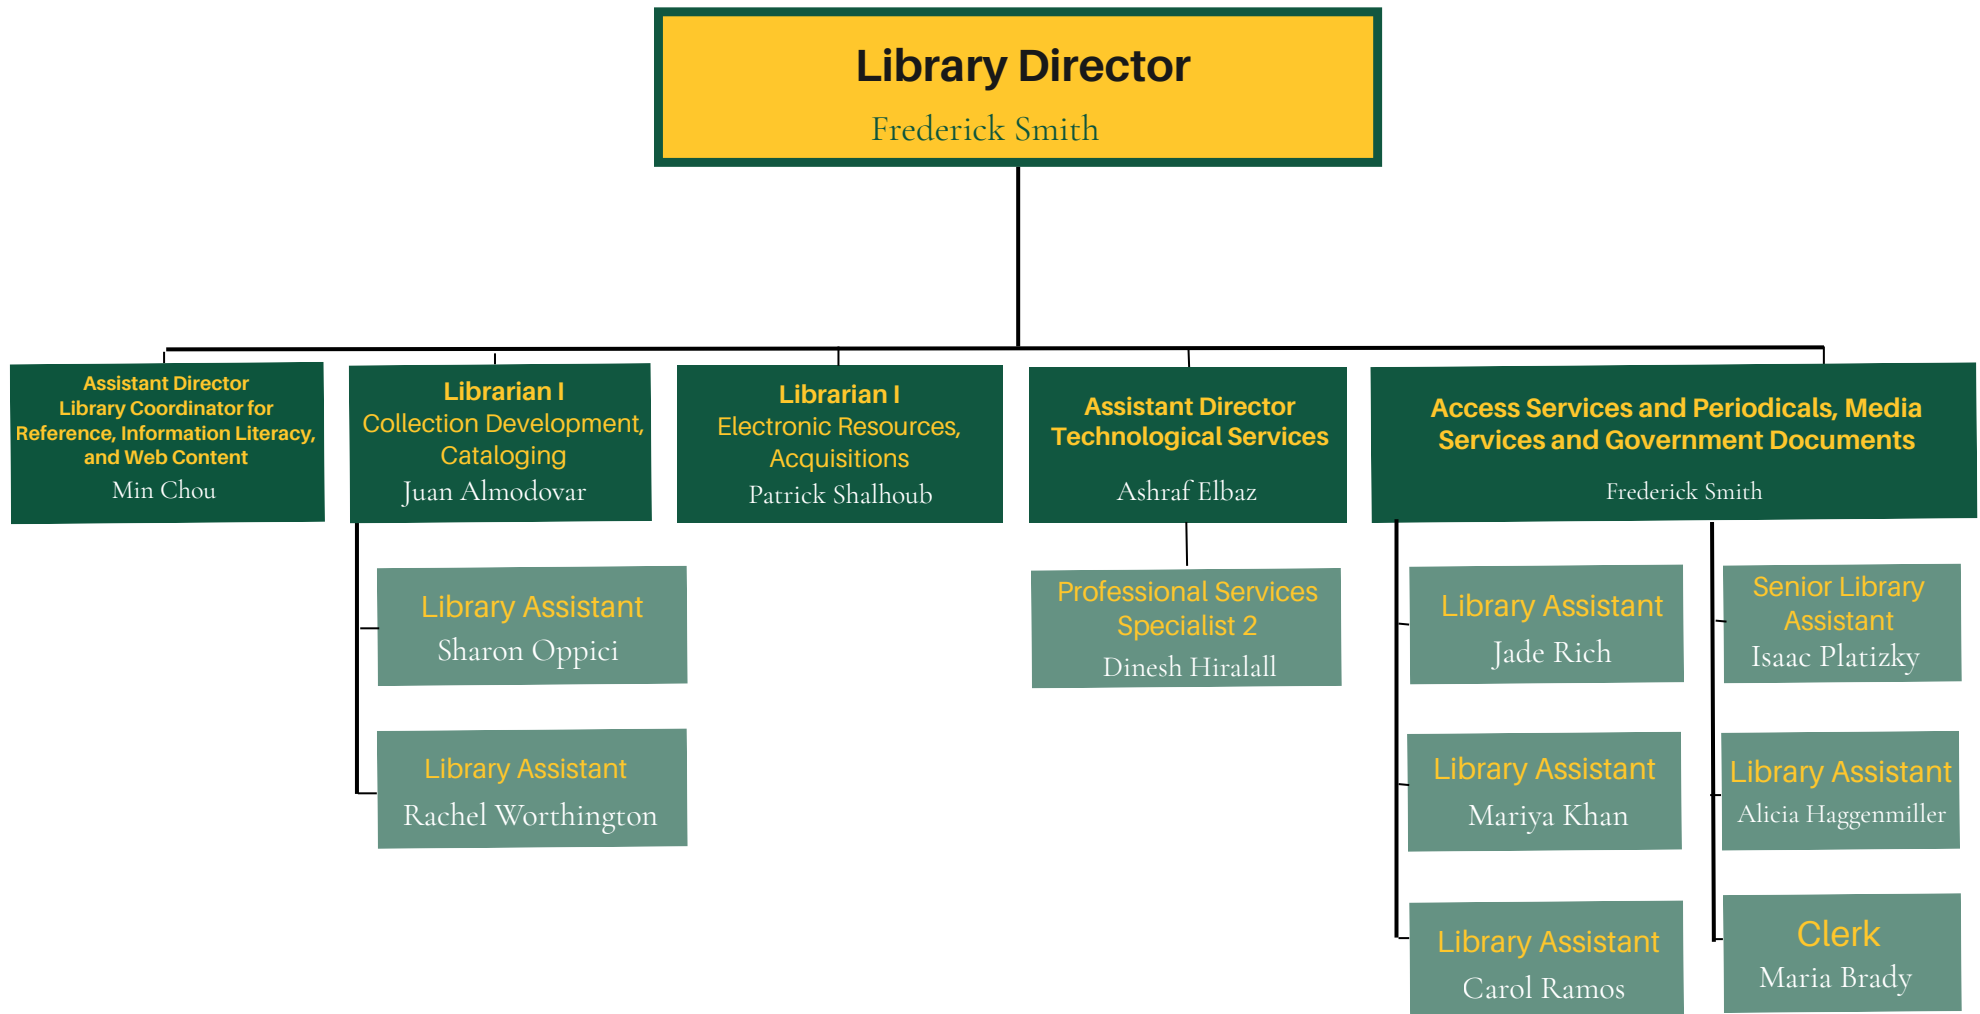 Library Director
Frederick Smith
Assistant Director
Library Coordinator for
Reference, Information Literacy,
and Web Content
Min Chou
Librarian I
Collection Development,
Cataloging
Juan Almodovar
Librarian I
Electronic Resources,
Acquisitions
Patrick Shalhoub
Assistant Director
Technological Services
Ashraf Elbaz
Access Services and Periodicals, Media
Services and Government Documents
Frederick Smith
Library Assistant
Sharon Oppici
Library Assistant
Rachel Worthington
Professional Services
Specialist 2
Dinesh Hiralall
Library Assistant
Jade Rich
Library Assistant
Mariya Khan
Library Assistant
Carol Ramos
Senior Library
Assistant
Isaac Platizky
Library Assistant
Alicia Haggenmiller
Clerk
Maria Brady